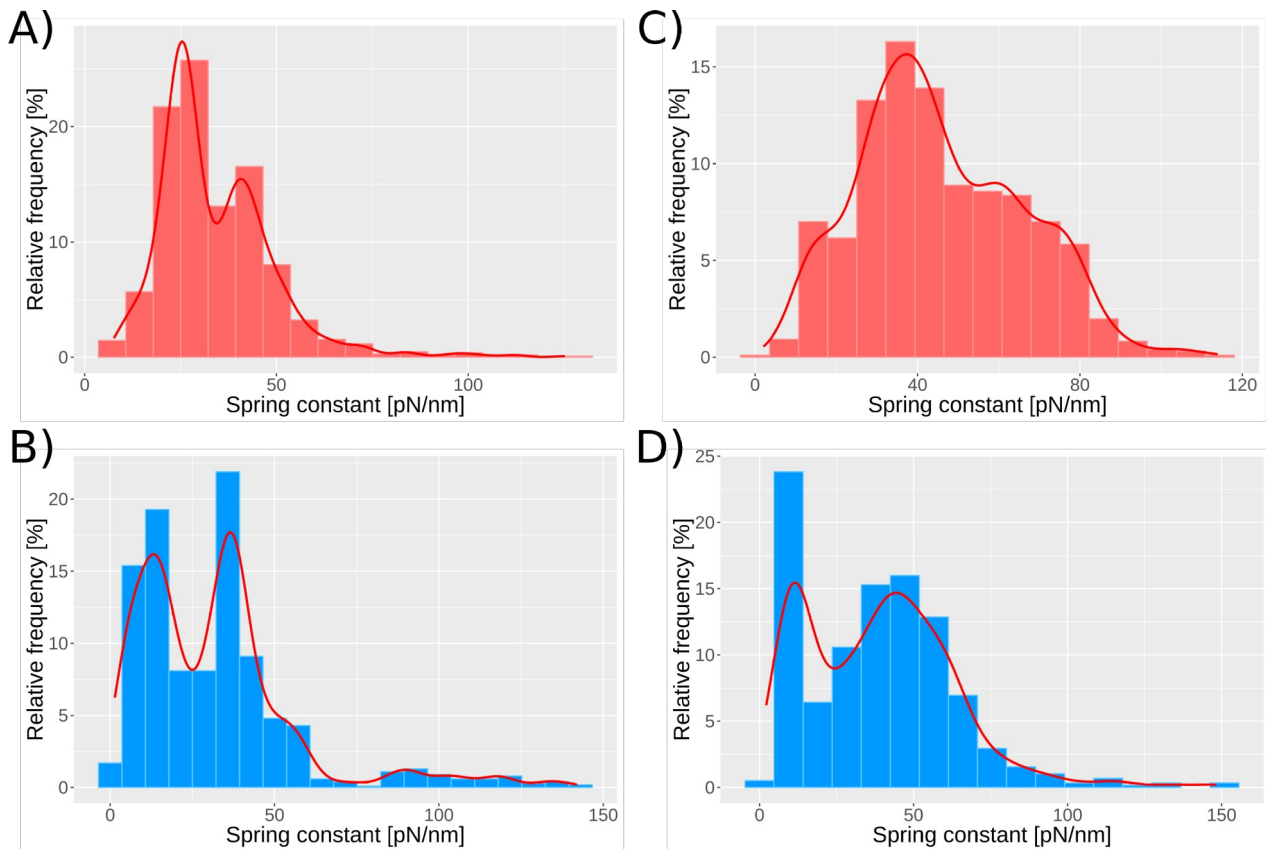 A)
Relative frequency [%]
20
10
0
0 50 100
Spring constant [pN/nm]
C)
Relative frequency [%]
15
10
5
0
0 40 80 120
Spring constant [pN/nm]
B)
Relative frequency [%]
20
15
10
5
0
0 50 100 150
Spring constant [pN/nm]
D)
Relative frequency [%]
25
20
15
10
5
0
0 50 100 150
Spring constant [pN/nm]